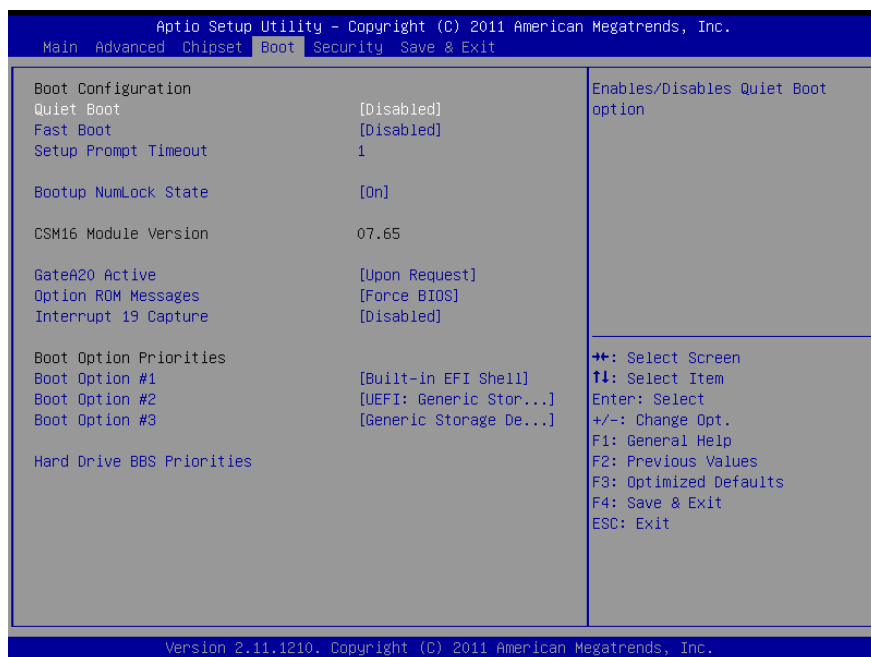 Aptio Setup Utility – Copyright (C) 2011 American Megatrends, Inc.
Main Advanced Chipset Boot Security Save & Exit
Boot Configuration
Quiet Boot [Disabled]
Fast Boot [Disabled]
Setup Prompt Timeout 1
Bootup NumLock State [On]
CSM16 Module Version 07.65
GateA20 Active [Upon Request]
Option ROM Messages [Force BIOS]
Interrupt 19 Capture [Disabled]
Boot Option Priorities
Boot Option #1 [Built-in EFI Shell]
Boot Option #2 [UEFI: Generic Stor...]
Boot Option #3 [Generic Storage De...]
Hard Drive BBS Priorities
Enables/Disables Quiet Boot
option
→←: Select Screen
↑↓: Select Item
Enter: Select
+/-: Change Opt.
F1: General Help
F2: Previous Values
F3: Optimized Defaults
F4: Save & Exit
ESC: Exit
Version 2.11.1210. Copyright (C) 2011 American Megatrends, Inc.